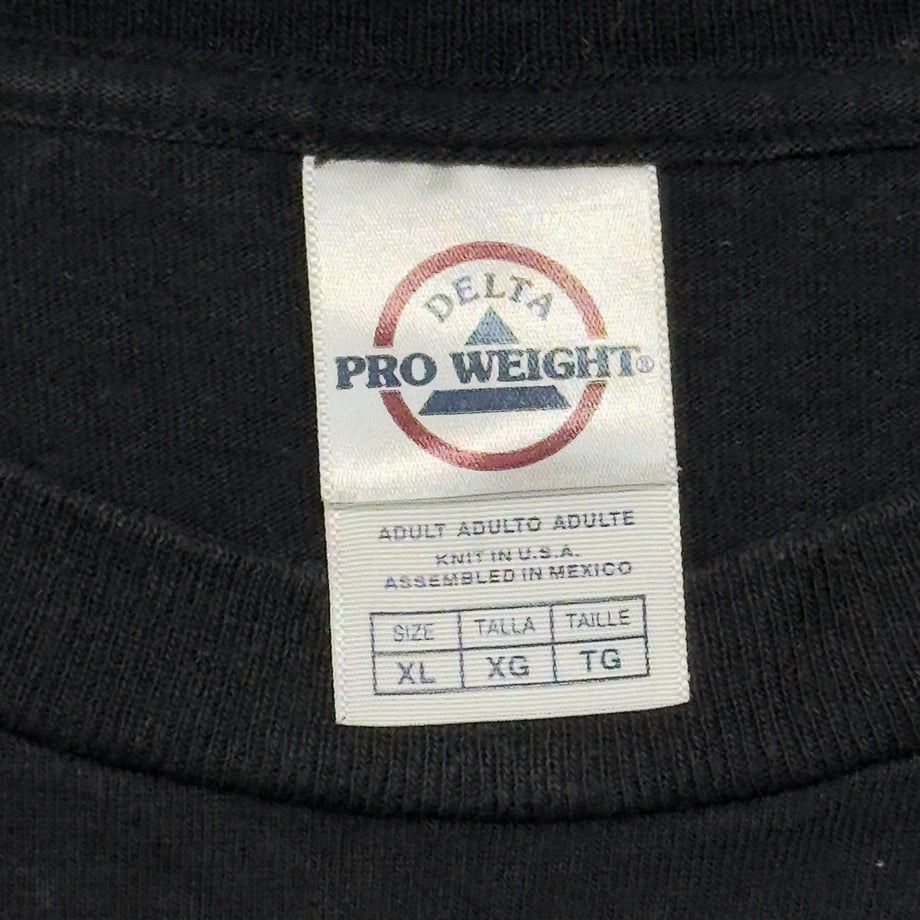 DELTA
PRO WEIGHT®
ADULT ADULTO ADULTE
KNIT IN U.S.A.
ASSEMBLED IN MEXICO
SIZE TALLA TAILLE
XL XG TG